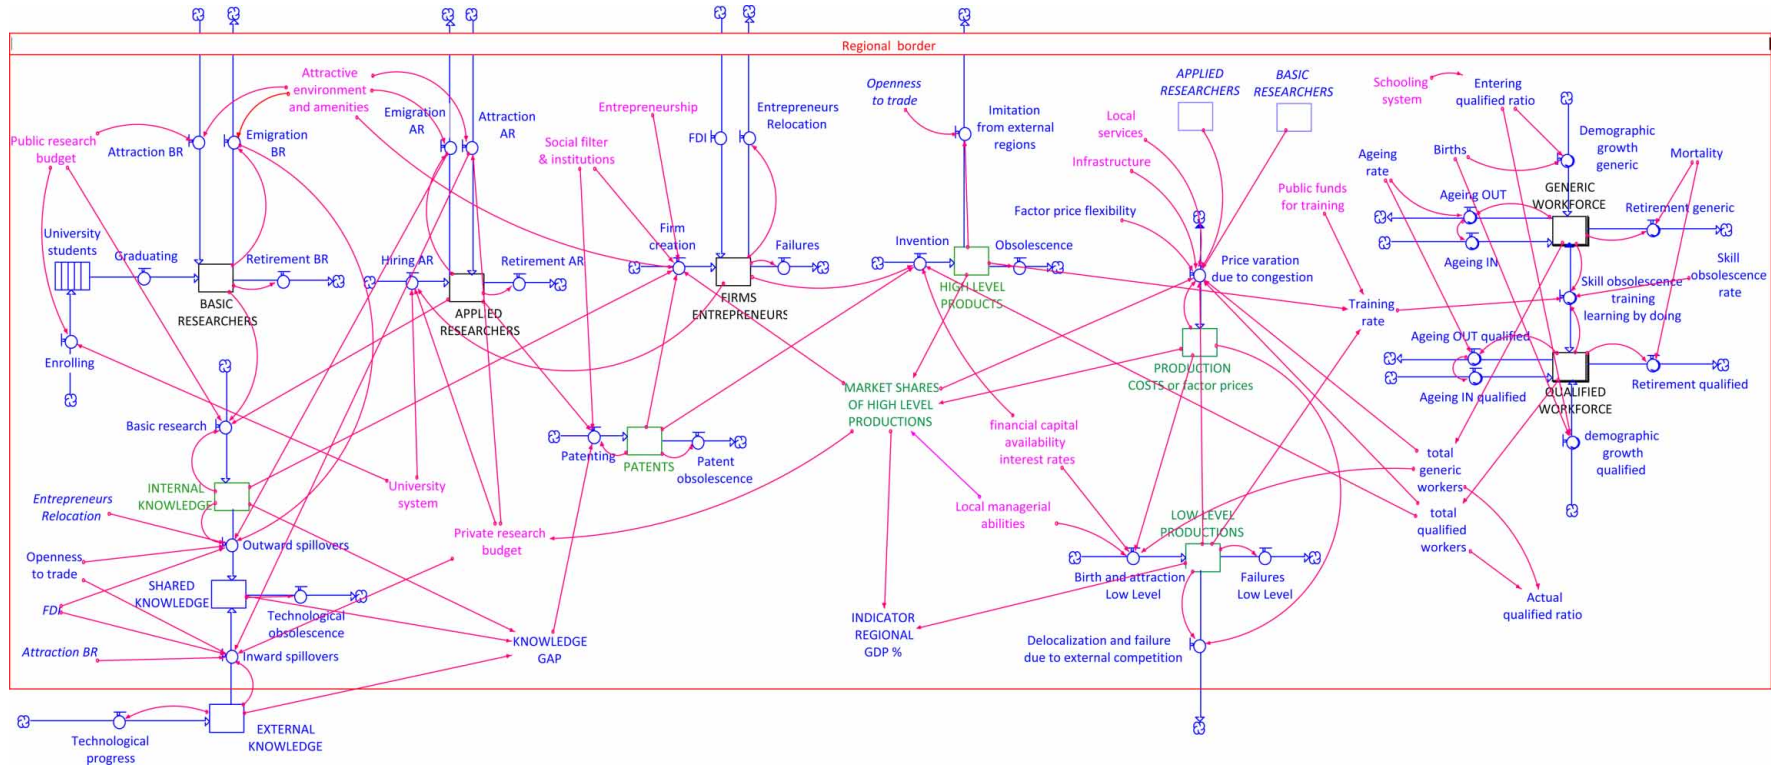 Regional border
Attractive
environment
and amenities
Public research
budget
Attraction BR
Emigration
BR
Emigration
AR
Attraction
AR
Entrepreneurship
Social filter
& institutions
FDI
Entrepreneurs
Relocation
Openness
to trade
Imitation
from external
regions
APPLIED
RESEARCHERS
BASIC
RESEARCHERS
Local
services
Infrastructure
Factor price flexibility
Schooling
system
Entering
qualified ratio
Demographic
growth
generic
Ageing
rate
Births
Mortality
Public funds
for training
Ageing OUT
GENERIC
WORKFORCE
Retirement generic
Ageing IN
University
students
Graduating
Retirement BR
BASIC
RESEARCHERS
Hiring AR
Retirement AR
APPLIED
RESEARCHERS
Firm
creation
Failures
FIRMS
ENTREPRENEURS
Invention
Obsolescence
HIGH LEVEL
PRODUCTS
Price varation
due to congestion
Training
rate
Skill obsolescence
training
learning by doing
Skill
obsolescence
rate
Enrolling
Ageing OUT qualified
Ageing IN qualified
QUALIFIED
WORKFORCE
Retirement qualified
PRODUCTION
COSTS or factor prices
MARKET SHARES
OF HIGH LEVEL
PRODUCTIONS
Basic research
Patenting
PATENTS
Patent
obsolescence
financial capital
availability
interest rates
total
generic
workers
demographic
growth
qualified
INTERNAL
KNOWLEDGE
University
system
Entrepreneurs
Relocation
Private research
budget
Local managerial
abilities
LOW LEVEL
PRODUCTIONS
total
qualified
workers
Outward spillovers
Openness
to trade
SHARED
KNOWLEDGE
Technological
obsolescence
FDI
Birth and attraction
Low Level
Failures
Low Level
Actual
qualified ratio
Attraction BR
Inward spillovers
KNOWLEDGE
GAP
INDICATOR
REGIONAL
GDP %
Delocalization and failure
due to external competition
EXTERNAL
KNOWLEDGE
Technological
progress